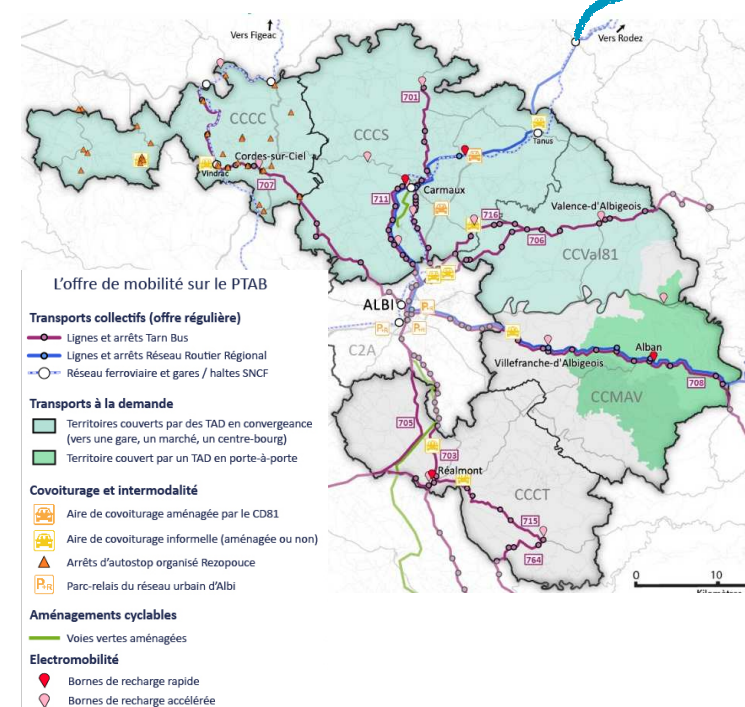 Vers Figeac
Vers Rodez
701
CCCC
CCCS
Tanus
Cordes-sur-Ciel
Vindrac
707
711
Carmaux
Valence-d'Albigeois
716
706
CCVal81
L'offre de mobilité sur le PTAB
ALBI
P+R
P+R
P+R
C2A
Villefranche-d'Albigeois
Alban
708
CCMAV
705
703
Réalmont
CCCT
715
764
0 10
Kilomètres
Transports collectifs (offre régulière)
Lignes et arrêts Tarn Bus
Lignes et arrêts Réseau Routier Régional
Réseau ferroviaire et gares / haltes SNCF
Transports à la demande
Territoires couverts par des TAD en convergeance
(vers une gare, un marché, un centre-bourg)
Territoire couvert par un TAD en porte-à-porte
Covoiturage et intermodalité
Aire de covoiturage aménagée par le CD81
Aire de covoiturage informelle (aménagée ou non)
Arrêts d'autostop organisé Rezopouce
P+R Parc-relais du réseau urbain d'Albi
Aménagements cyclables
Voies vertes aménagées
Electromobilité
Bornes de recharge rapide
Bornes de recharge accélérée